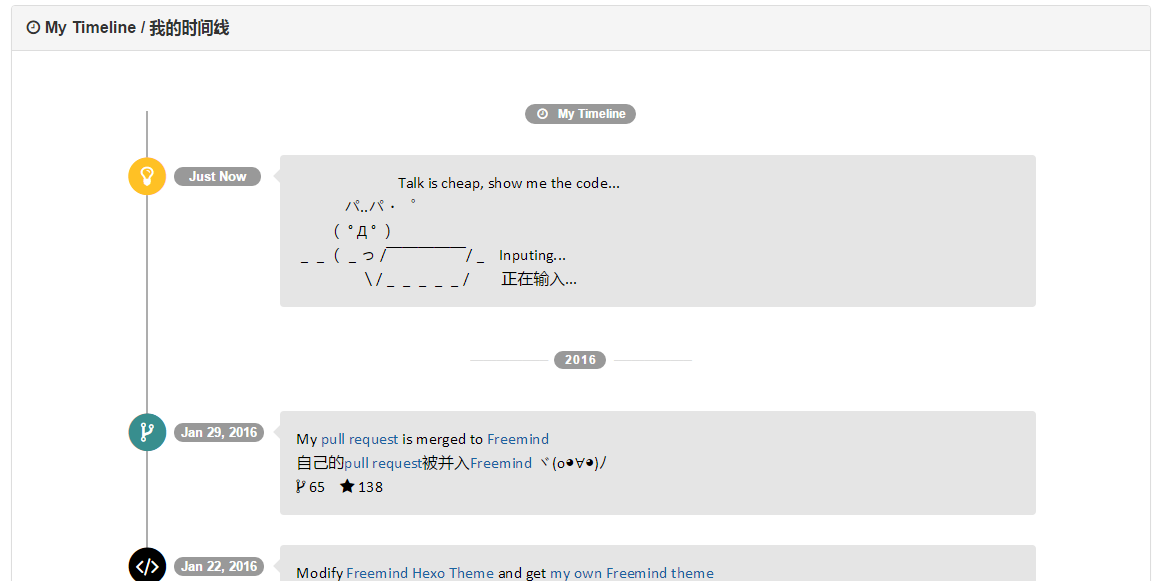 My Timeline / 我的时间线
My Timeline
Just Now
Talk is cheap, show me the code...
パ..パ・ ゜
( °Д° )
_ _ ( _ っ /￣￣￣￣￣/ _ Inputing...
\ / _ _ _ _ _ / 正在输入...
2016
Jan 29, 2016
My pull request is merged to Freemind
自己的pull request被并入Freemind ヾ(o◕∀◕)ﾉ
65 138
Jan 22, 2016
Modify Freemind Hexo Theme and get my own Freemind theme